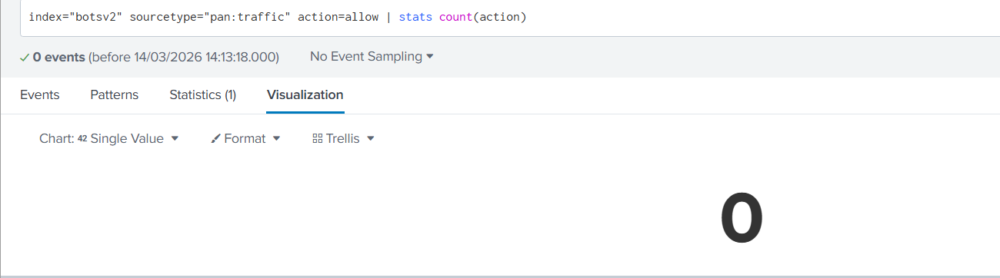 index="botsv2" sourcetype="pan:traffic" action=allow | stats count(action)
0 events (before 14/03/2026 14:13:18.000) No Event Sampling
Events Patterns Statistics (1) Visualization
Chart: 42 Single Value Format Trellis
0